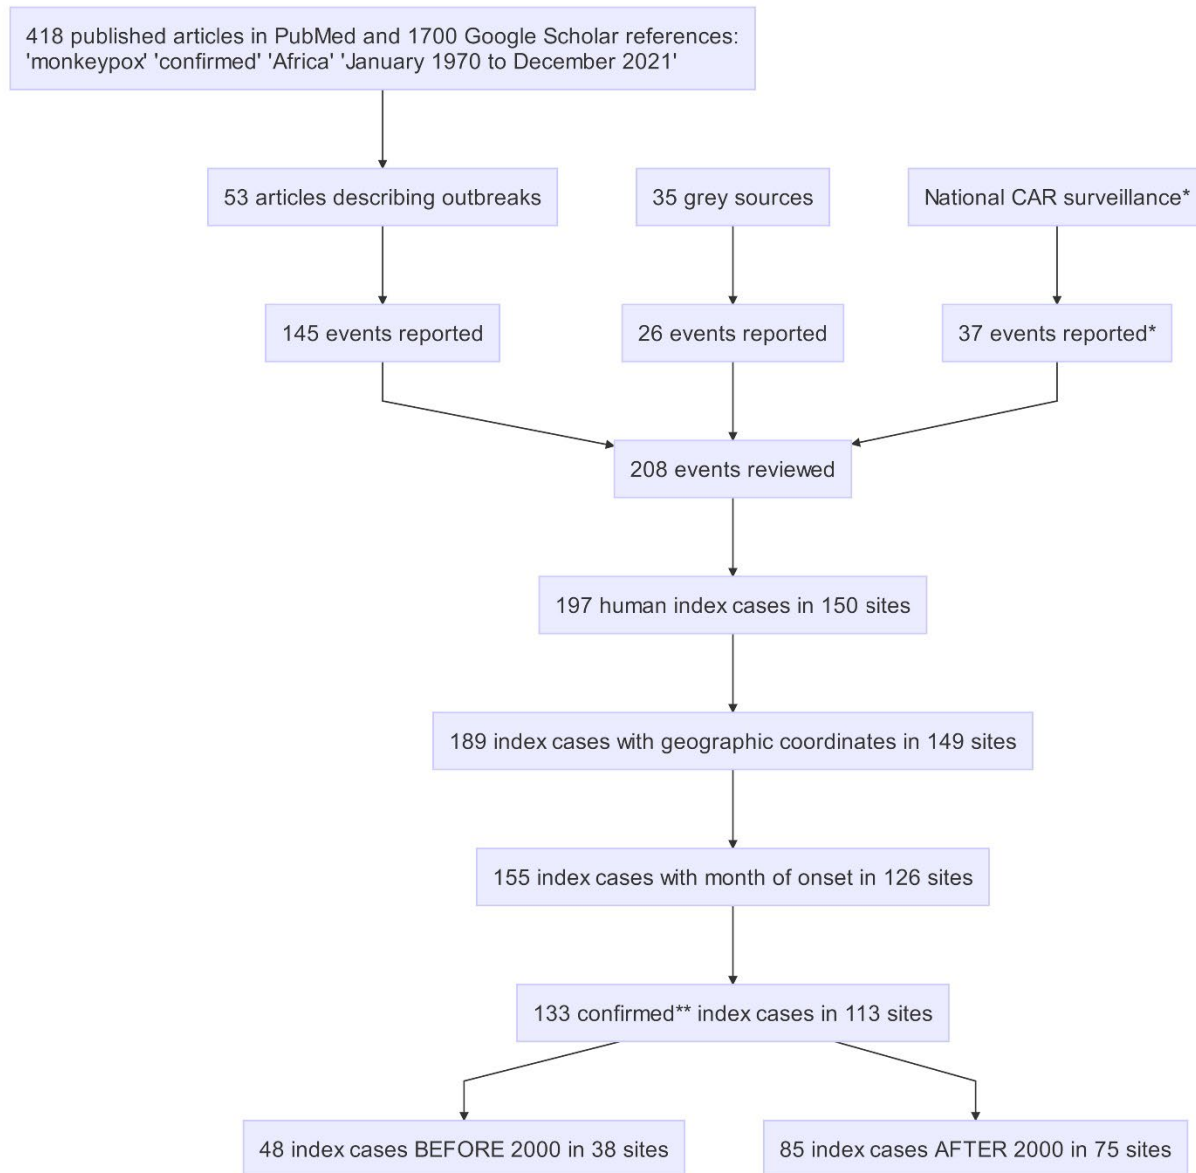 418 published articles in PubMed and 1700 Google Scholar references:
'monkeypox' 'confirmed' 'Africa' 'January 1970 to December 2021'
53 articles describing outbreaks
35 grey sources
National CAR surveillance*
145 events reported
26 events reported
37 events reported*
208 events reviewed
197 human index cases in 150 sites
189 index cases with geographic coordinates in 149 sites
155 index cases with month of onset in 126 sites
133 confirmed** index cases in 113 sites
48 index cases BEFORE 2000 in 38 sites
85 index cases AFTER 2000 in 75 sites